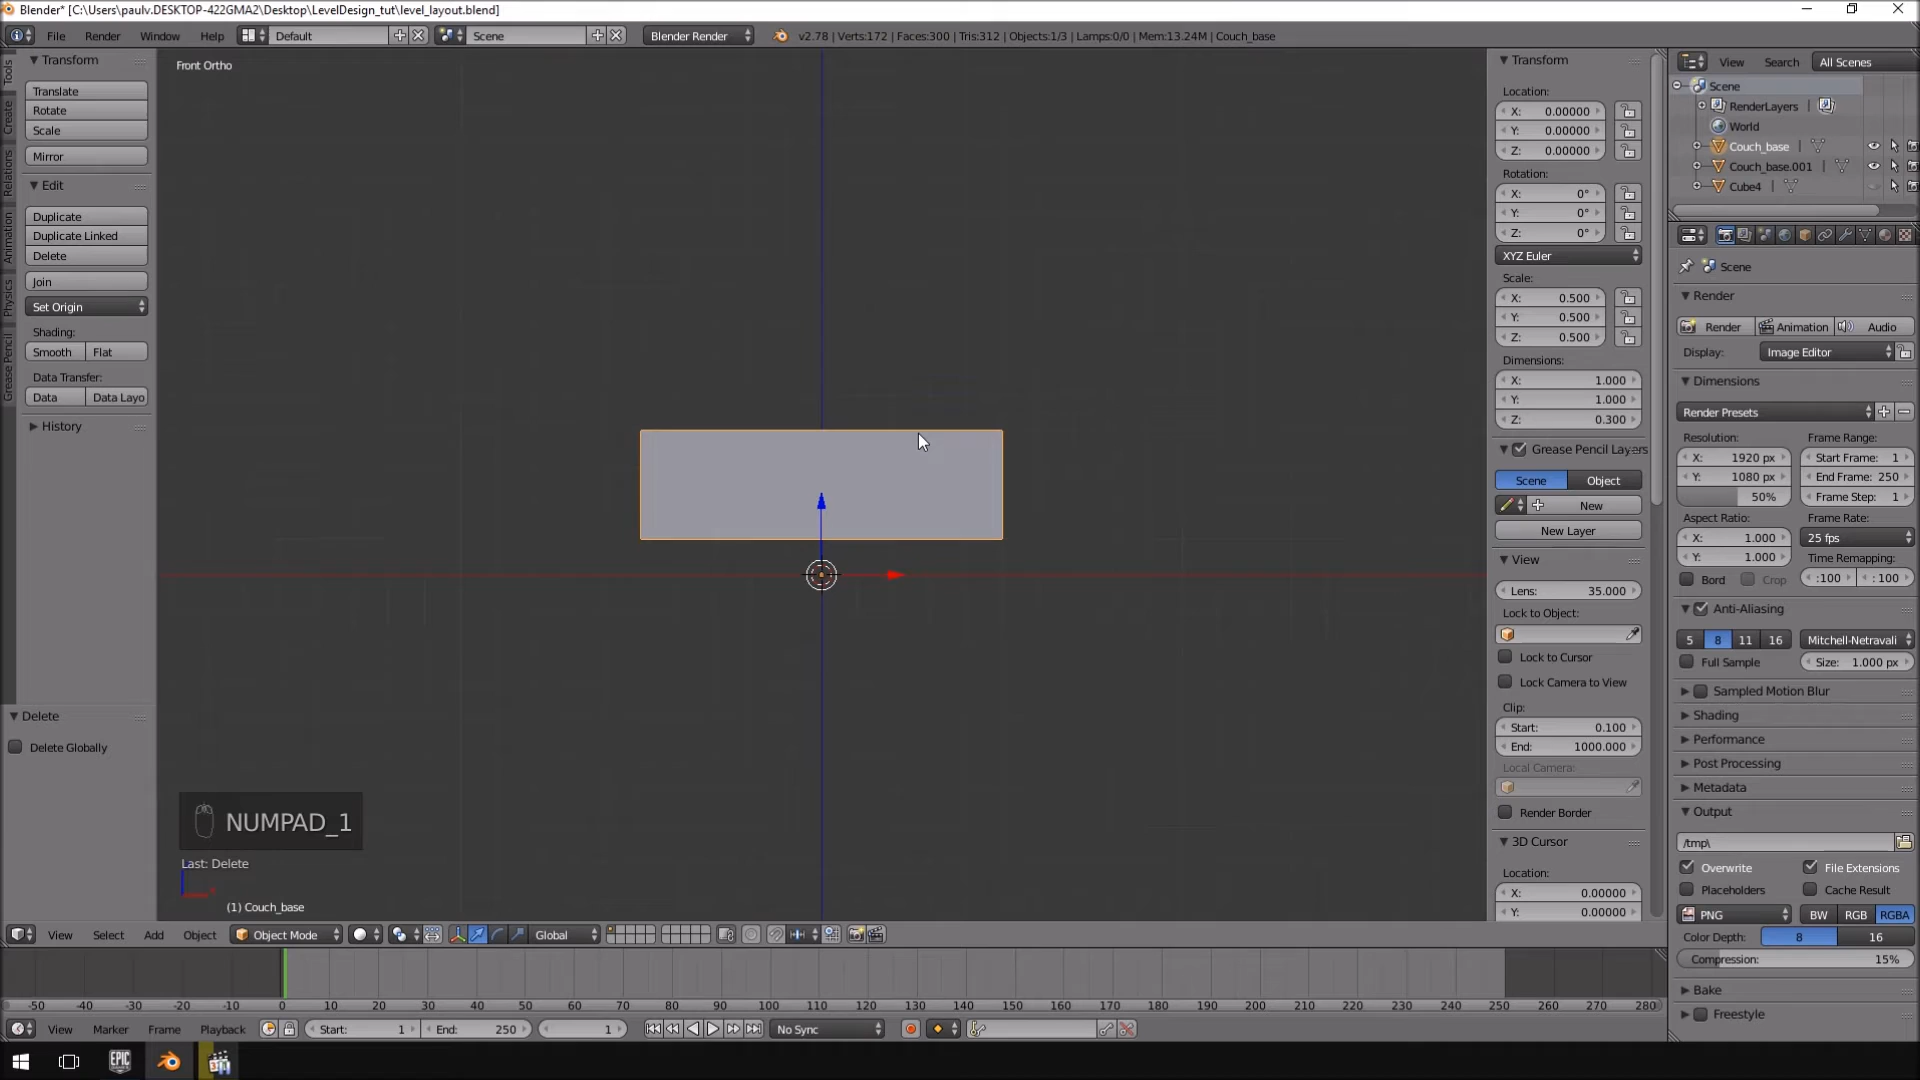 Blender* [C:\Users\paulv.DESKTOP-422GMA2\Desktop\LevelDesign_tut\level_layout.blend]
File Render Window Help Default Scene Blender Render v2.78 | Verts:172 | Faces:300 | Tris:312 | Objects:1/3 | Lamps:0/0 | Mem:13.24M | Couch_base
Tools
Create
Relations
Animation
Physics
Grease Pencil
Transform
Translate
Rotate
Scale
Mirror
Edit
Duplicate
Duplicate Linked
Delete
Join
Set Origin
Shading:
Smooth Flat
Data Transfer:
Data Data Layo
History
Delete
Delete Globally
Front Ortho
NUMPAD_1
Last: Delete
(1) Couch_base
Transform
Location:
X: 0.00000
Y: 0.00000
Z: 0.00000
Rotation:
X: 0°
Y: 0°
Z: 0°
XYZ Euler
Scale:
X: 0.500
Y: 0.500
Z: 0.500
Dimensions:
X: 1.000
Y: 1.000
Z: 0.300
Grease Pencil Layers
Scene Object
New
New Layer
View
Lens: 35.000
Lock to Object:
Lock to Cursor
Lock Camera to View
Clip:
Start: 0.100
End: 1000.000
Local Camera:
Render Border
3D Cursor
Location:
X: 0.00000
Y: 0.00000
View Search All Scenes
Scene
RenderLayers
World
Couch_base
Couch_base.001
Cube4
Scene
Render
Render Animation Audio
Display: Image Editor
Dimensions
Render Presets
Resolution: Frame Range:
X: 1920 px Start Frame: 1
Y: 1080 px End Frame: 250
50% Frame Step: 1
Aspect Ratio: Frame Rate:
X: 1.000 25 fps
Y: 1.000 Time Remapping:
Bord Crop :100 :100
Anti-Aliasing
5 8 11 16 Mitchell-Netravali
Full Sample Size: 1.000 px
Sampled Motion Blur
Shading
Performance
Post Processing
Metadata
Output
/tmp\
Overwrite File Extensions
Placeholders Cache Result
PNG BW RGB RGBA
Color Depth: 8 16
Compression: 15%
Bake
Freestyle
View Select Add Object Object Mode Global
-50 -40 -30 -20 -10 0 10 20 30 40 50 60 70 80 90 100 110 120 130 140 150 160 170 180 190 200 210 220 230 240 250 260 270 280
View Marker Frame Playback Start: 1 End: 250 1 No Sync
EPIC